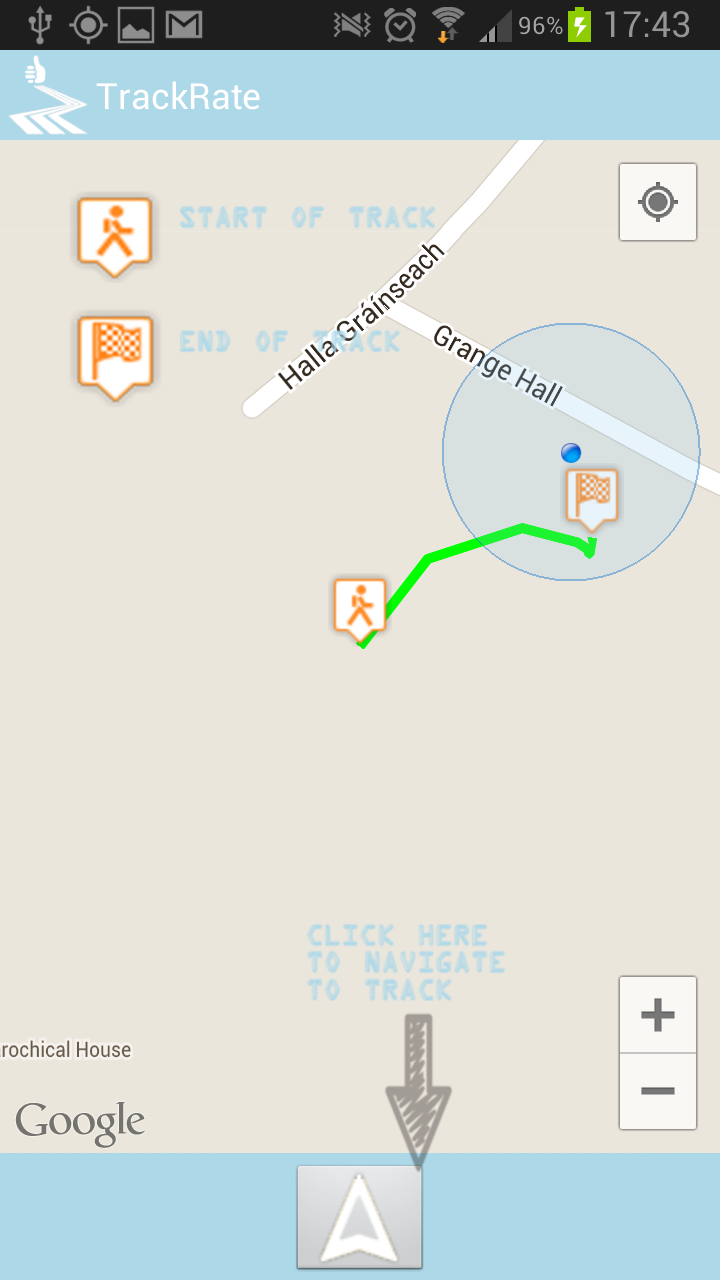 96% 17:43
TrackRate
START OF TRACK
Halla Gráinseach
END OF TRACK
Grange Hall
CLICK HERE
TO NAVIGATE
TO TRACK
rochical House
Google